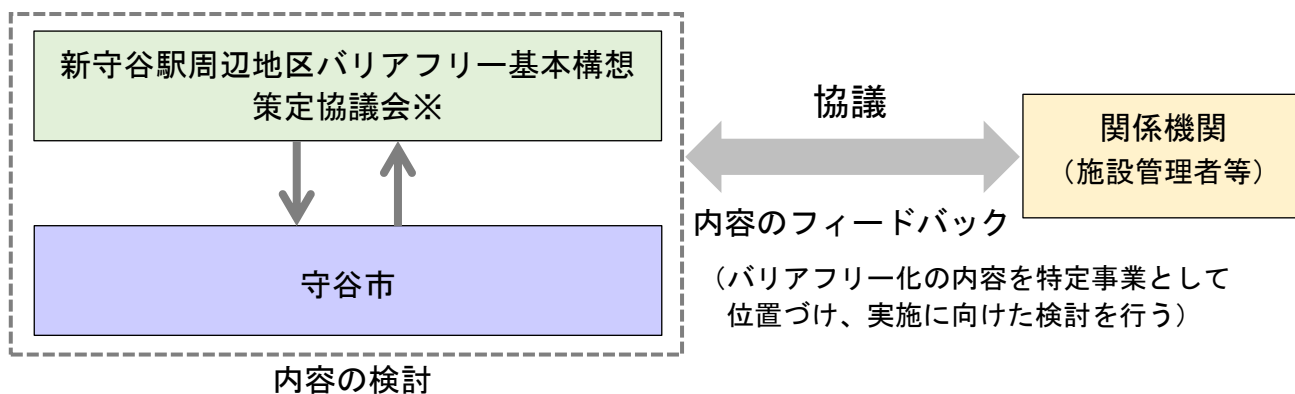 新守谷駅周辺地区バリアフリー基本構想
策定協議会※
守谷市
内容の検討
協議
内容のフィードバック
（バリアフリー化の内容を特定事業として
位置づけ、実施に向けた検討を行う）
関係機関
（施設管理者等）